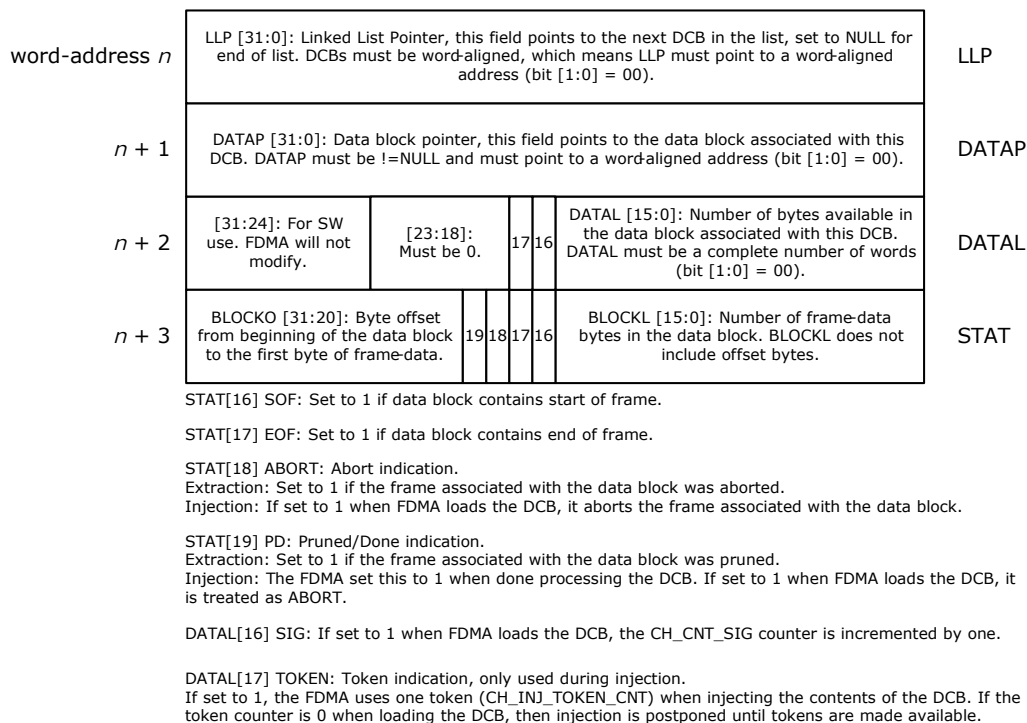 word-address n
LLP [31:0]: Linked List Pointer, this field points to the next DCB in the list, set to NULL for
end of list. DCBs must be word-aligned, which means LLP must point to a word-aligned
address (bit [1:0] = 00).
LLP
n + 1
DATAP [31:0]: Data block pointer, this field points to the data block associated with this
DCB. DATAP must be !=NULL and must point to a word-aligned address (bit [1:0] = 00).
DATAP
n + 2
[31:24]: For SW
use. FDMA will not
modify.
[23:18]:
Must be 0.
17
16
DATAL [15:0]: Number of bytes available in
the data block associated with this DCB.
DATAL must be a complete number of words
(bit [1:0] = 00).
DATAL
n + 3
BLOCKO [31:20]: Byte offset
from beginning of the data block
to the first byte of frame-data.
19
18
17
16
BLOCKL [15:0]: Number of frame-data
bytes in the data block. BLOCKL does not
include offset bytes.
STAT
STAT[16] SOF: Set to 1 if data block contains start of frame.
STAT[17] EOF: Set to 1 if data block contains end of frame.
STAT[18] ABORT: Abort indication.
Extraction: Set to 1 if the frame associated with the data block was aborted.
Injection: If set to 1 when FDMA loads the DCB, it aborts the frame associated with the data block.
STAT[19] PD: Pruned/Done indication.
Extraction: Set to 1 if the frame associated with the data block was pruned.
Injection: The FDMA set this to 1 when done processing the DCB. If set to 1 when FDMA loads the DCB, it
is treated as ABORT.
DATAL[16] SIG: If set to 1 when FDMA loads the DCB, the CH_CNT_SIG counter is incremented by one.
DATAL[17] TOKEN: Token indication, only used during injection.
If set to 1, the FDMA uses one token (CH_INJ_TOKEN_CNT) when injecting the contents of the DCB. If the
token counter is 0 when loading the DCB, then injection is postponed until tokens are made available.